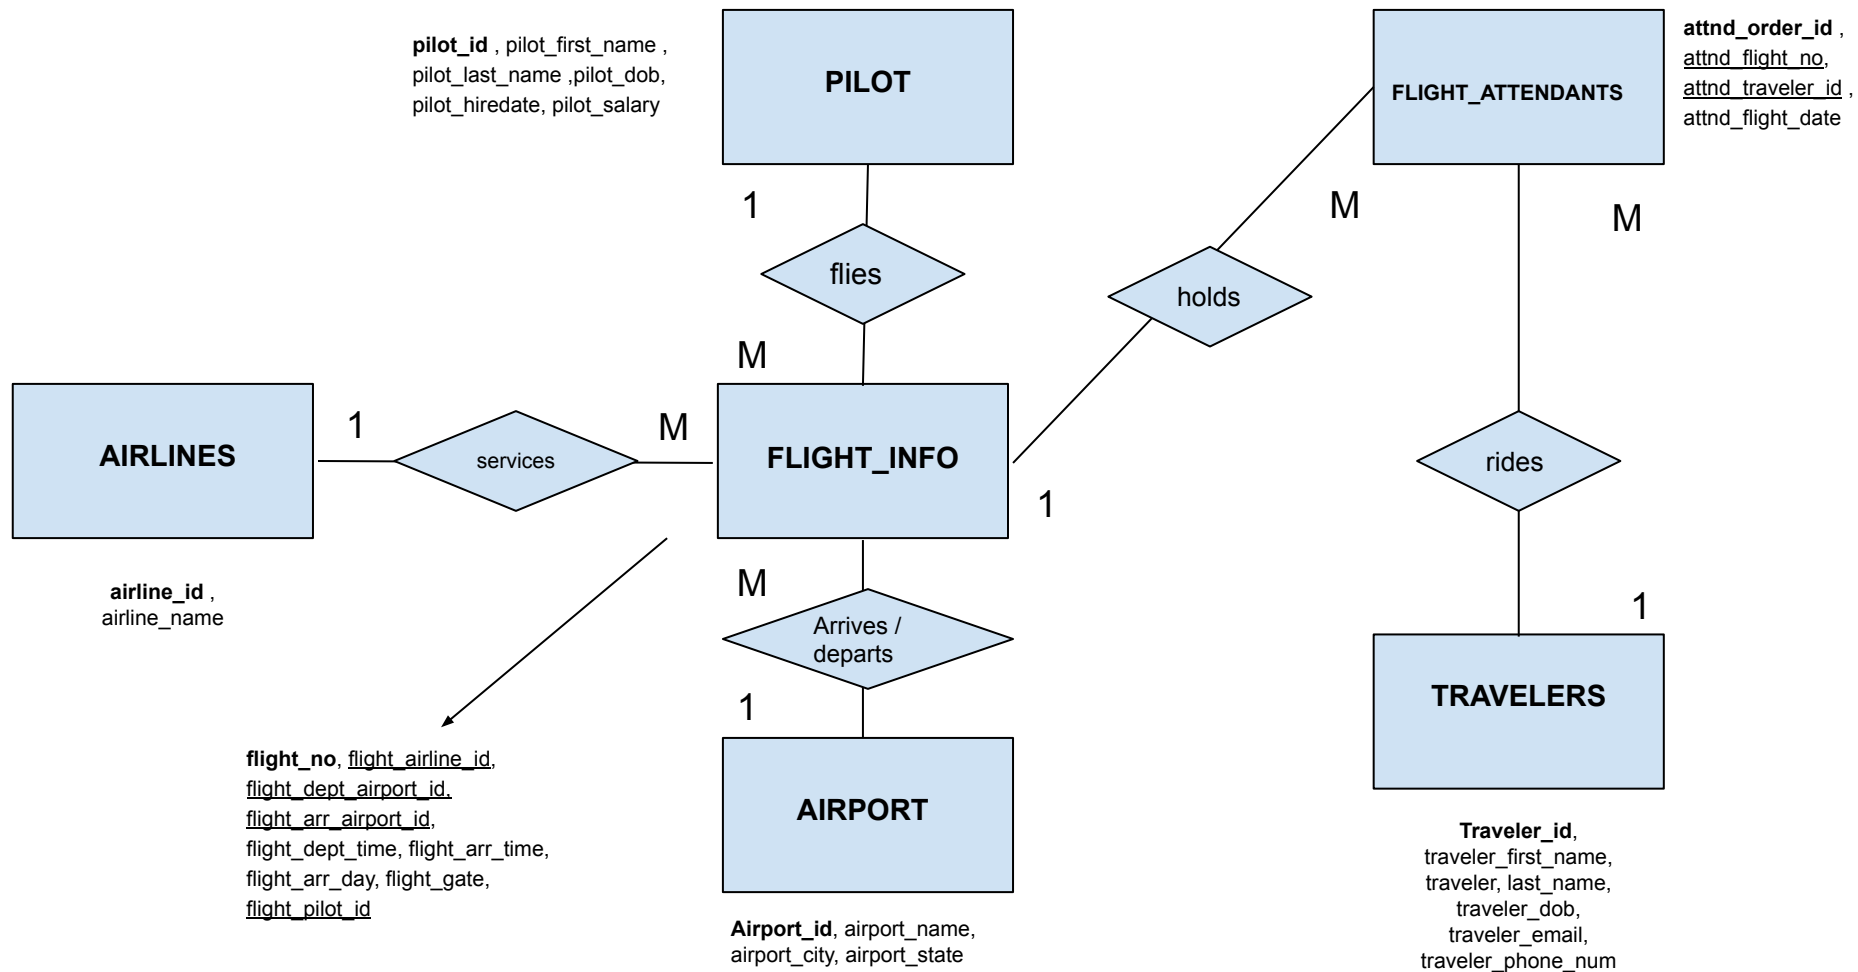 pilot_id , pilot_first_name ,
pilot_last_name ,pilot_dob,
pilot_hiredate, pilot_salary
PILOT
FLIGHT_ATTENDANTS
attnd_order_id ,
attnd_flight_no,
attnd_traveler_id ,
attnd_flight_date
1
M
M
flies
holds
M
AIRLINES
1
services
M
FLIGHT_INFO
1
rides
airline_id ,
airline_name
M
Arrives /
departs
1
1
TRAVELERS
flight_no, flight_airline_id,
flight_dept_airport_id,
flight_arr_airport_id,
flight_dept_time, flight_arr_time,
flight_arr_day, flight_gate,
flight_pilot_id
AIRPORT
Airport_id, airport_name,
airport_city, airport_state
Traveler_id,
traveler_first_name,
traveler, last_name,
traveler_dob,
traveler_email,
traveler_phone_num